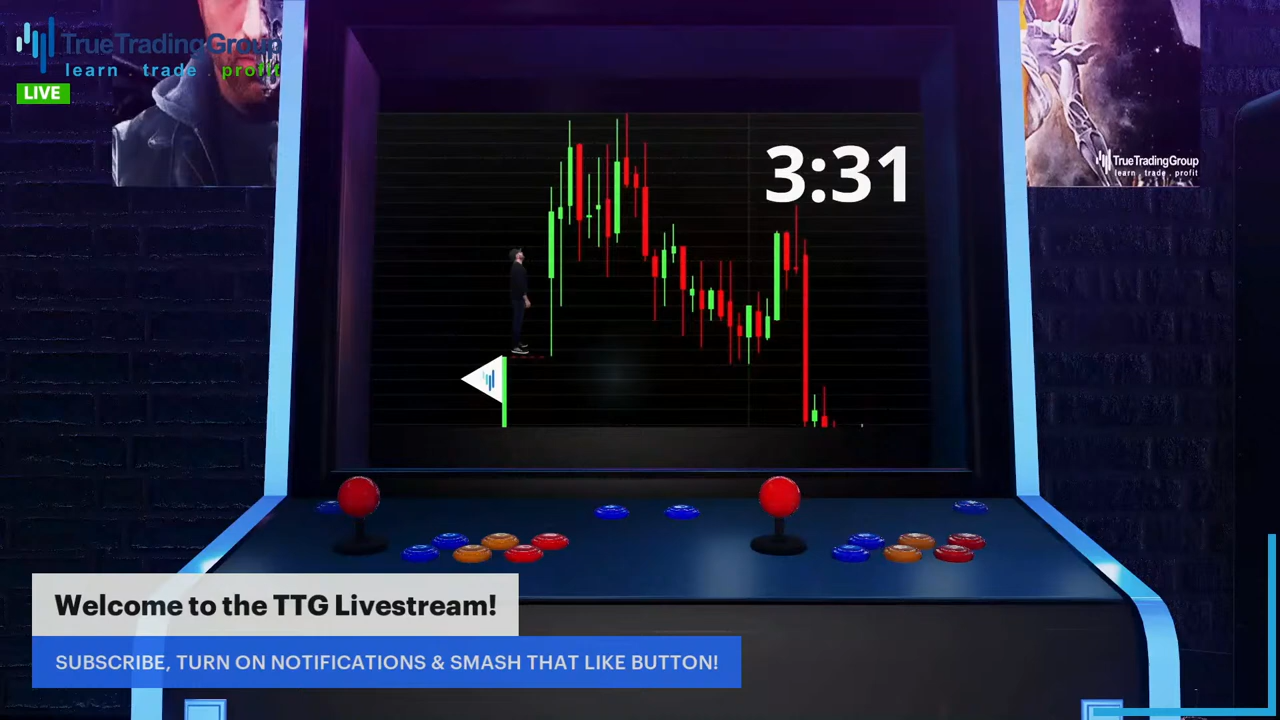 TrueTradingGroup
learn . trade . profit
LIVE
3:31
TrueTradingGroup
learn . trade . profit
Welcome to the TTG Livestream!
SUBSCRIBE, TURN ON NOTIFICATIONS & SMASH THAT LIKE BUTTON!